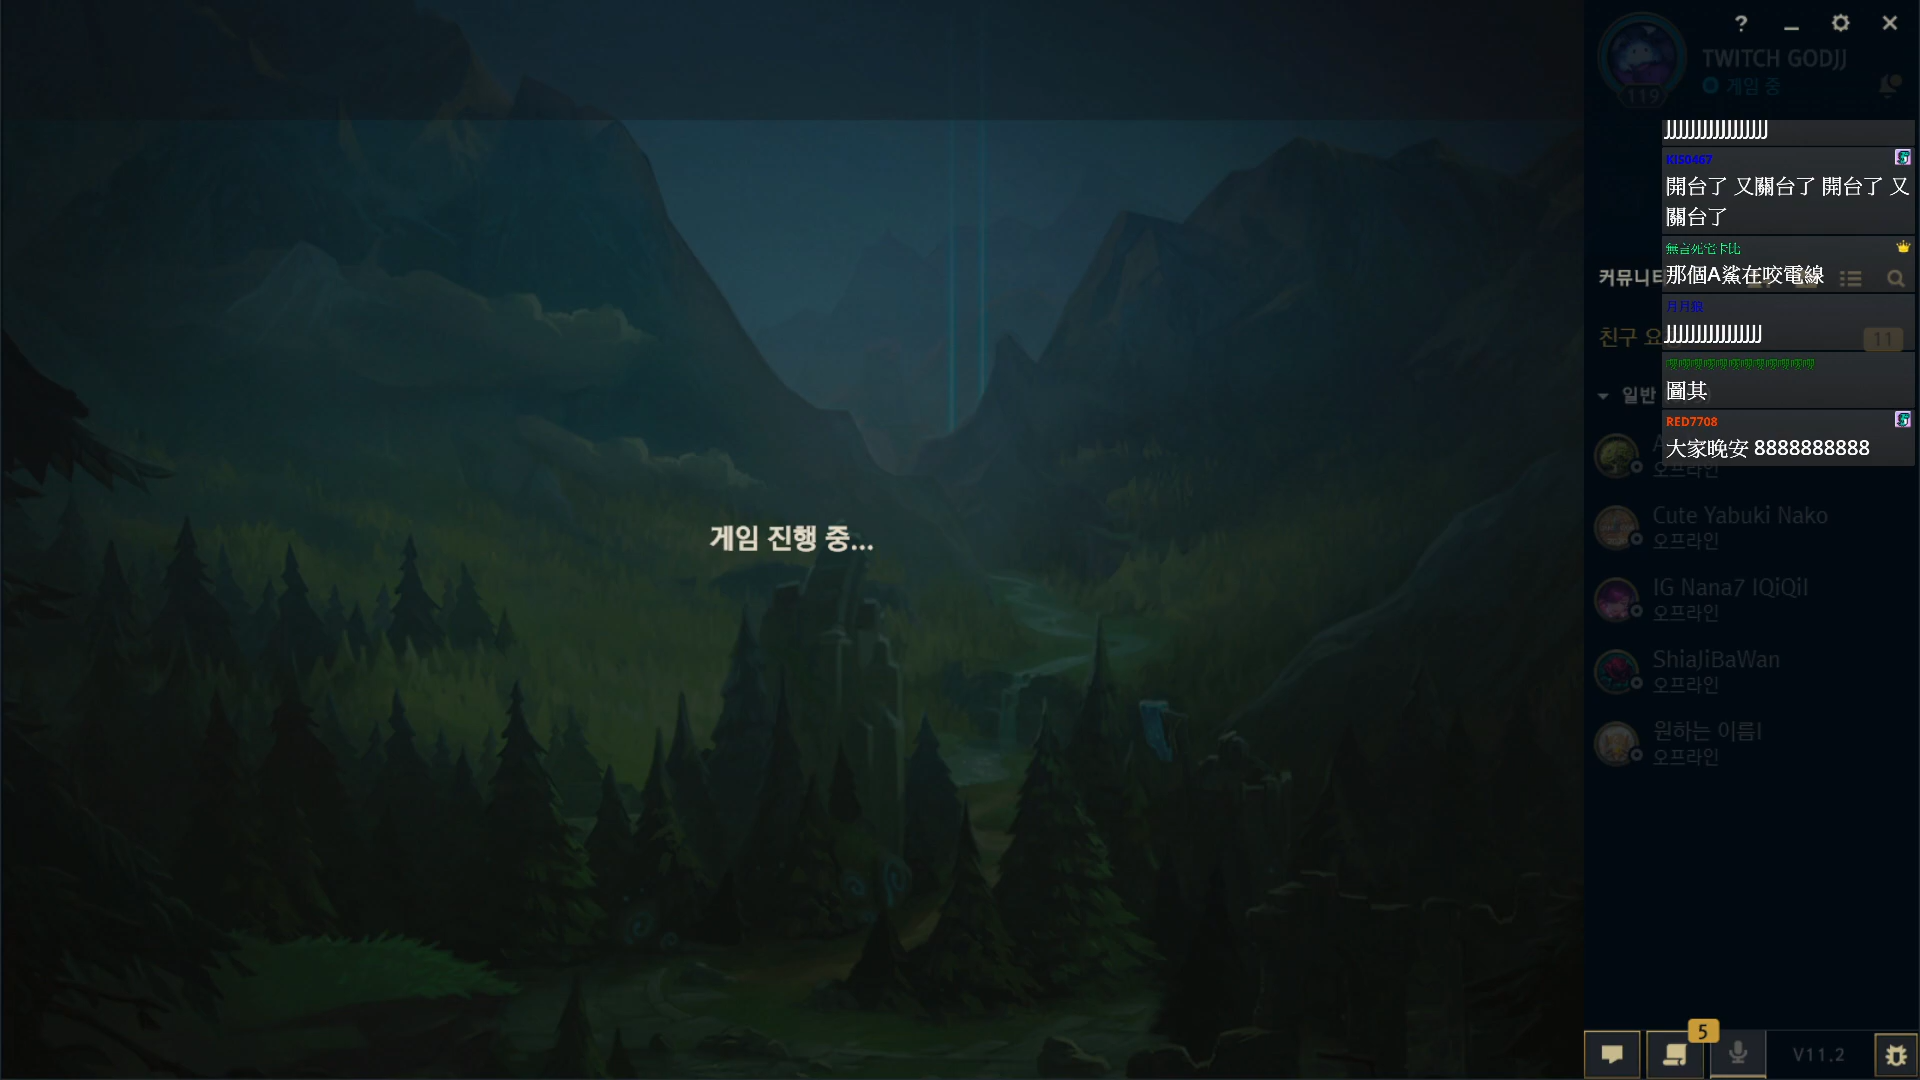 TWITCH GODJJ
게임 중
119
JJJJJJJJJJJJJJJJJ
KIS0467
開台了 又關台了 開台了 又
關台了
無言死宅卡比
那個A鯊在咬電線
커뮤니티
月月狼
JJJJJJJJJJJJJJJJ
친구 요
11
圖其
일반
RED7708
大家晚安 8888888888
오프라인
게임 진행 중...
Cute Yabuki Nako
오프라인
IG Nana7 IQiQiI
오프라인
ShiaJiBaWan
오프라인
원하는 이름I
오프라인
5
V11.2